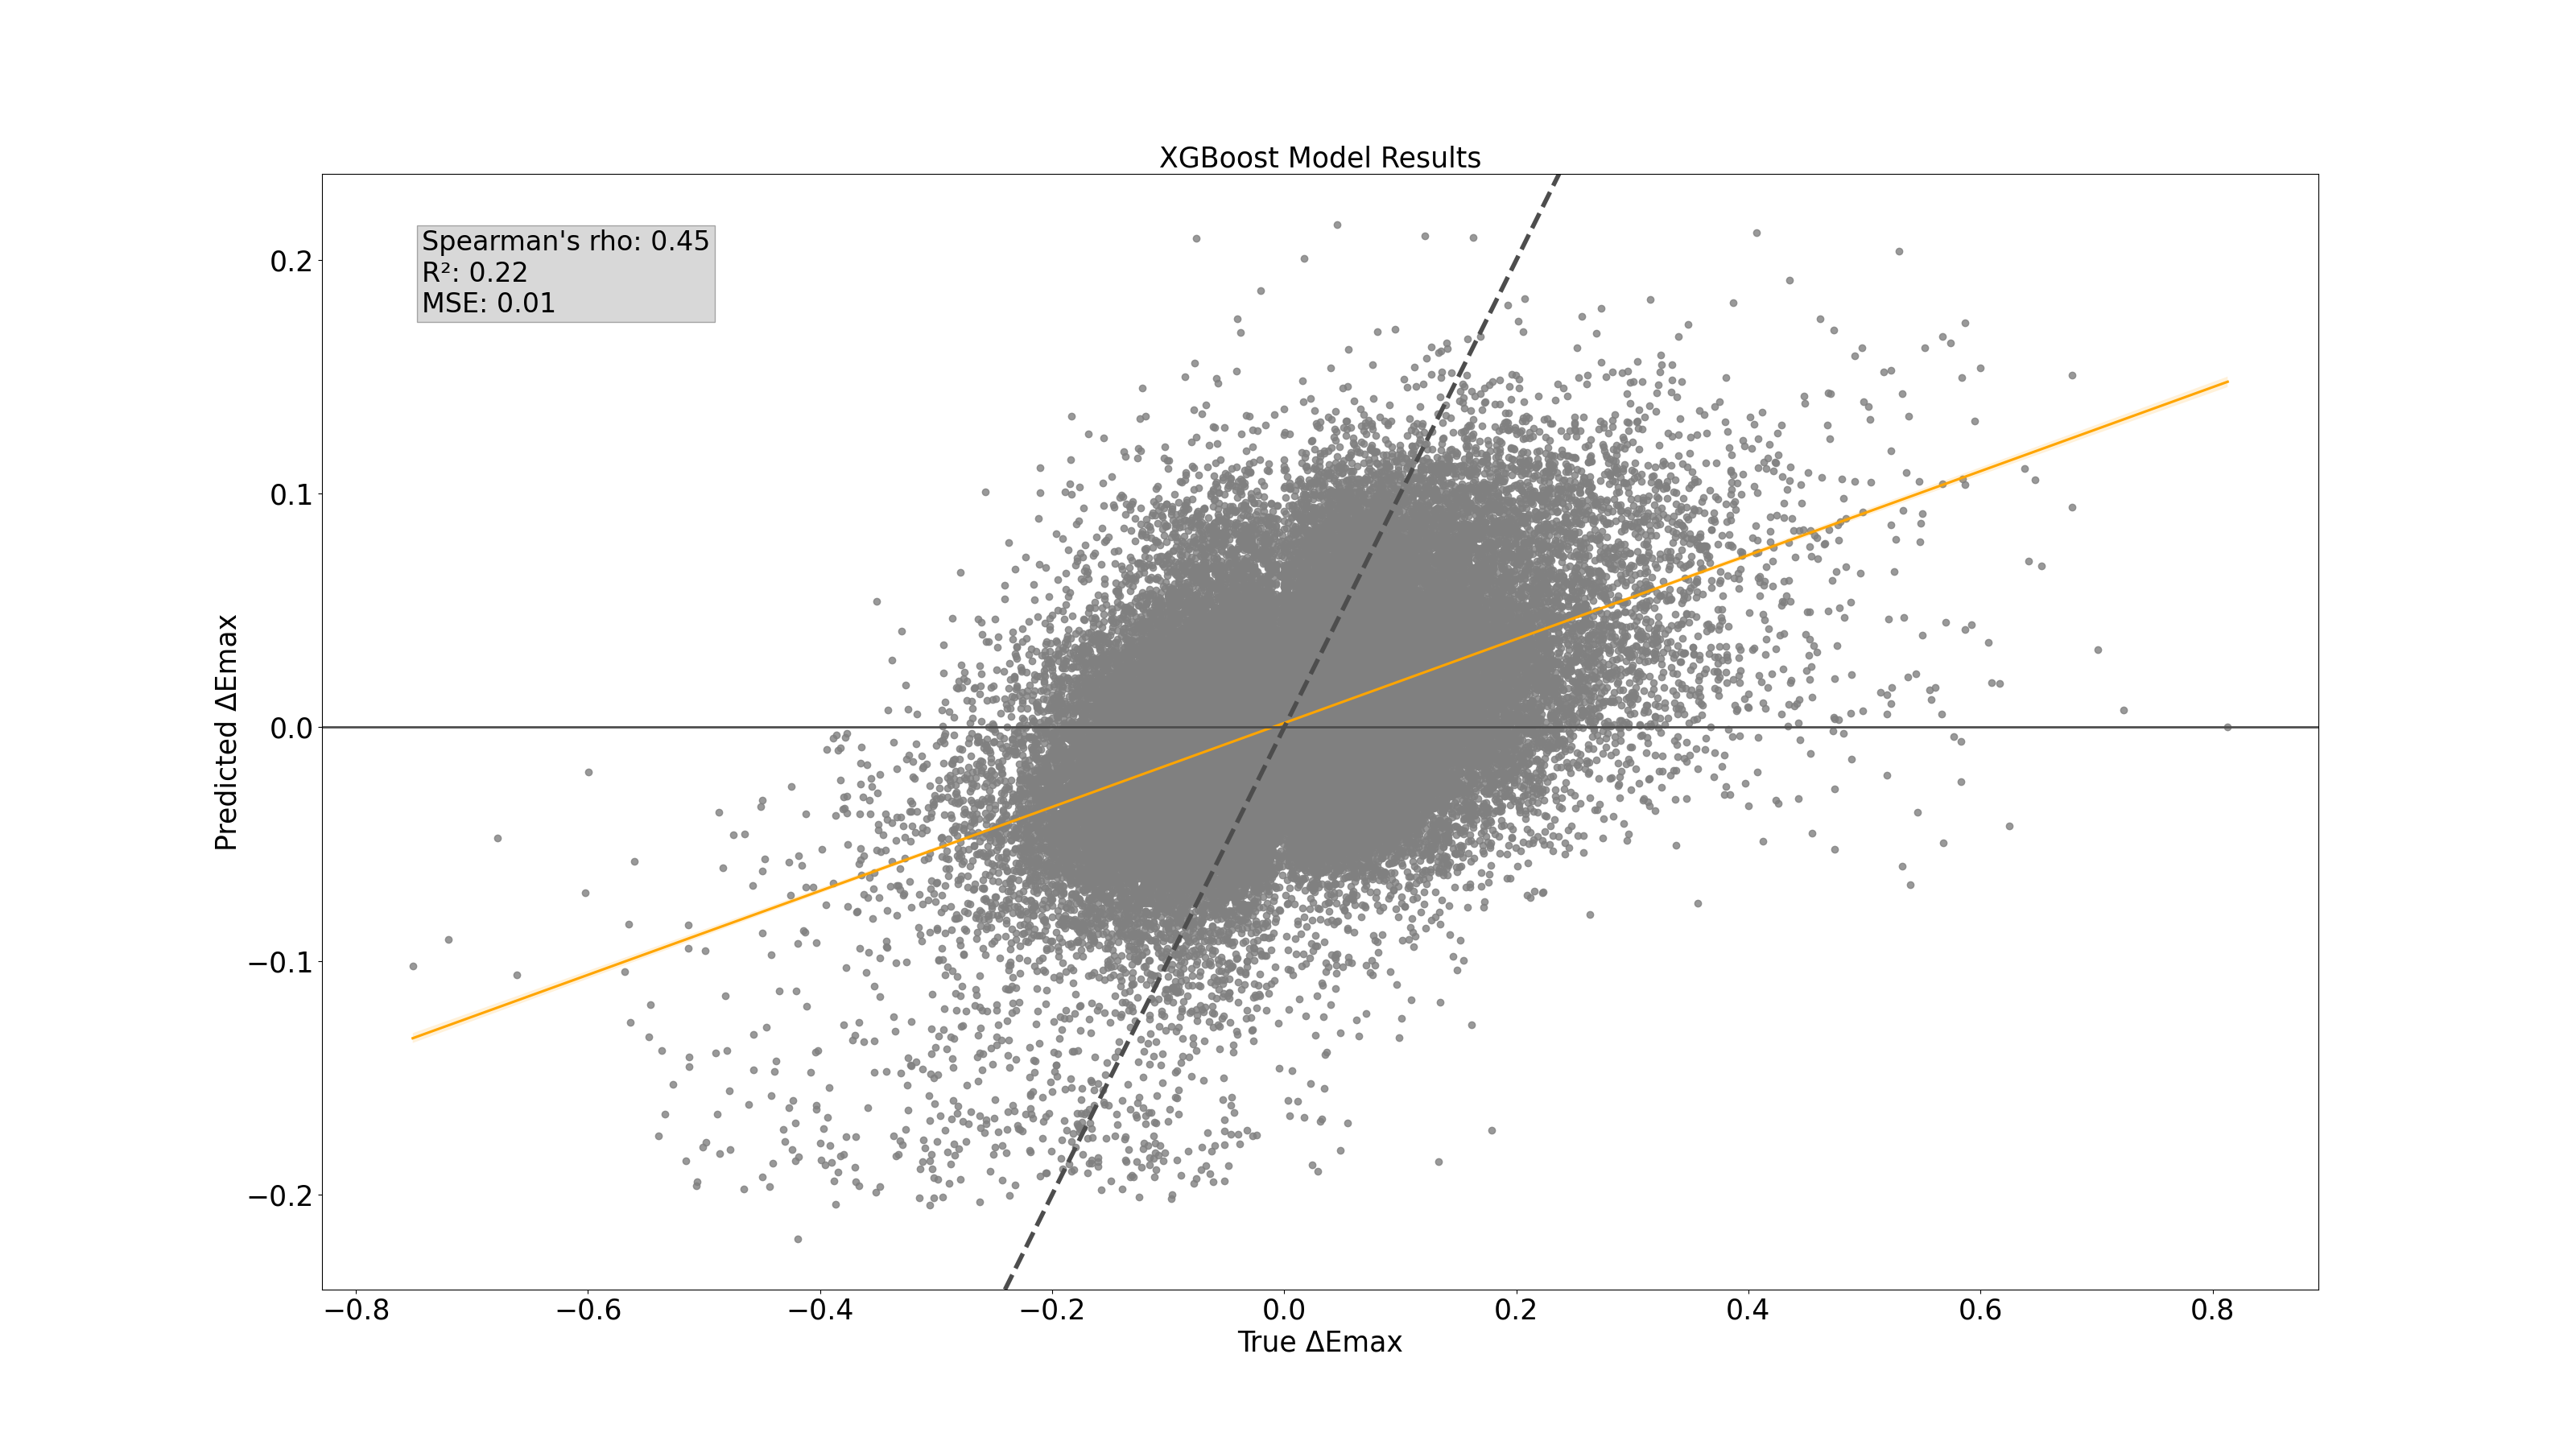 XGBoost Model Results
Spearman's rho: 0.45
R²: 0.22
MSE: 0.01
0.2
0.1
0.0
−0.1
−0.2
Predicted ΔEmax
−0.8 −0.6 −0.4 −0.2 0.0 0.2 0.4 0.6 0.8
True ΔEmax